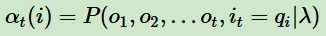 α_t(i) = P(o_1, o_2, … o_t, i_t = q_i | λ)